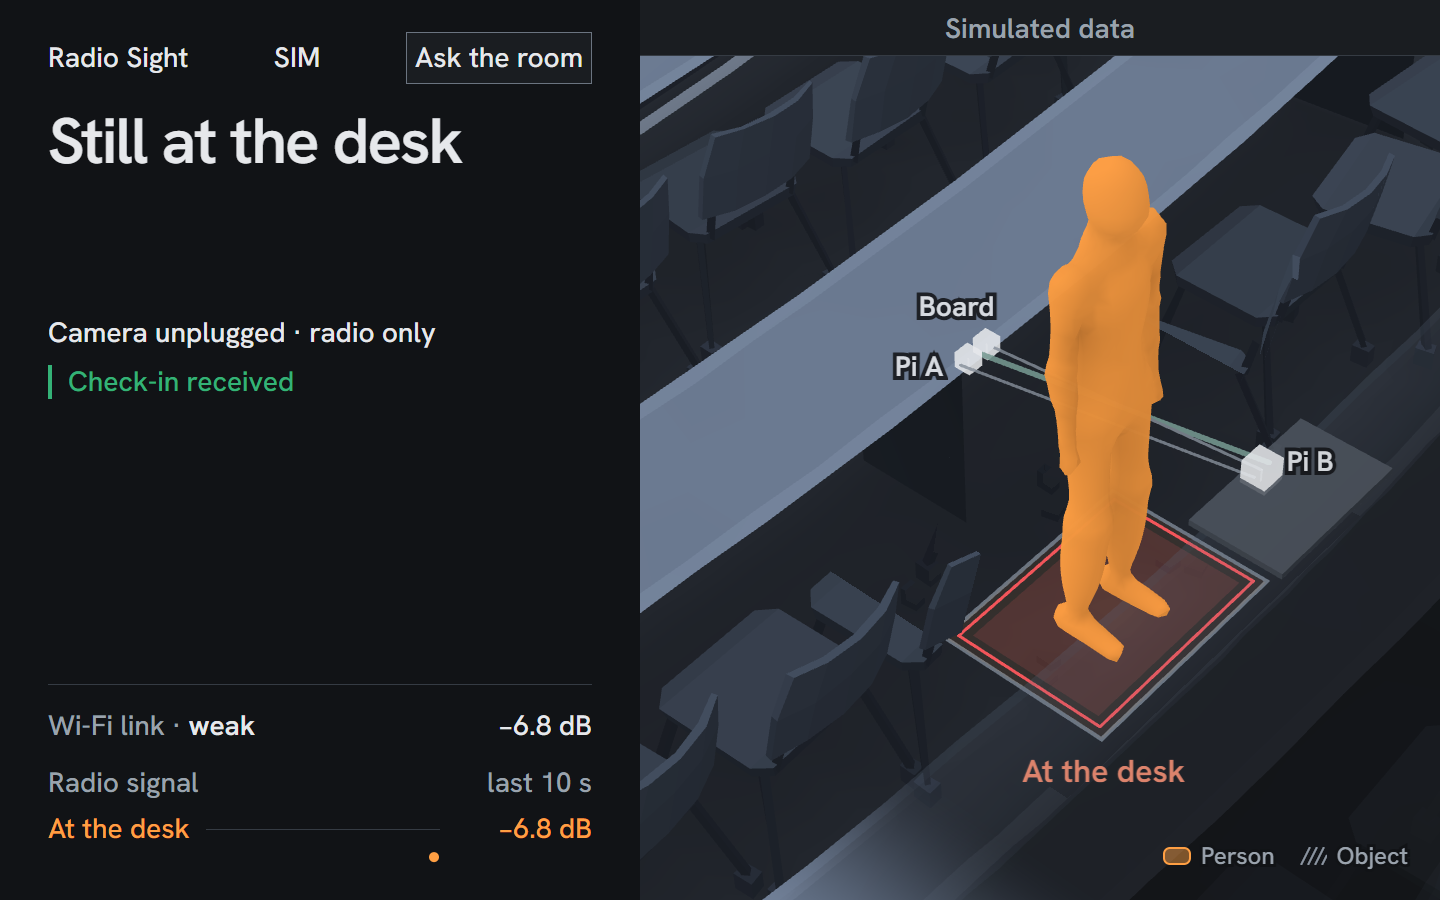 Radio Sight
SIM
Ask the room
Still at the desk
Camera unplugged · radio only
Check-in received
Wi-Fi link · weak
−6.8 dB
Radio signal
last 10 s
At the desk
−6.8 dB
Simulated data
Board
Pi A
Pi B
At the desk
Person
Object